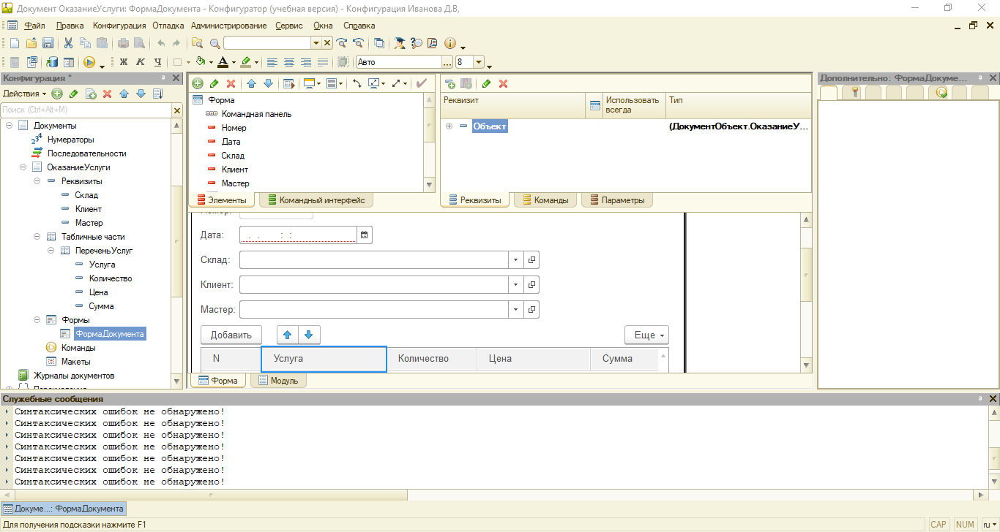 Документ ОказаниеУслуги: ФормаДокумента - Конфигуратор (учебная версия) - Конфигурация Иванова Д.В,
Файл Правка Конфигурация Отладка Администрирование Сервис Окна Справка
Ж К Ч А Авто ... 8
Конфигурация *
Действия
Поиск (Ctrl+Alt+M)
Документы
Нумераторы
Последовательности
ОказаниеУслуги
Реквизиты
Склад
Клиент
Мастер
Табличные части
ПереченьУслуг
Услуга
Количество
Цена
Сумма
Формы
ФормаДокумента
Команды
Макеты
Журналы документов
Форма
Командная панель
Номер
Дата
Склад
Клиент
Мастер
Элементы Командный интерфейс
Реквизит Использовать всегда Тип
Объект (ДокументОбъект.ОказаниеУ...
Реквизиты Команды Параметры
Дата: . . : :
Склад:
Клиент:
Мастер:
Добавить Еще
N Услуга Количество Цена Сумма
Форма Модуль
Дополнительно: ФормаДокуме...
Служебные сообщения
Синтаксических ошибок не обнаружено!
Синтаксических ошибок не обнаружено!
Синтаксических ошибок не обнаружено!
Синтаксических ошибок не обнаружено!
Синтаксических ошибок не обнаружено!
Синтаксических ошибок не обнаружено!
Синтаксических ошибок не обнаружено!
Докуме...: ФормаДокумента
Для получения подсказки нажмите F1 CAP NUM ru